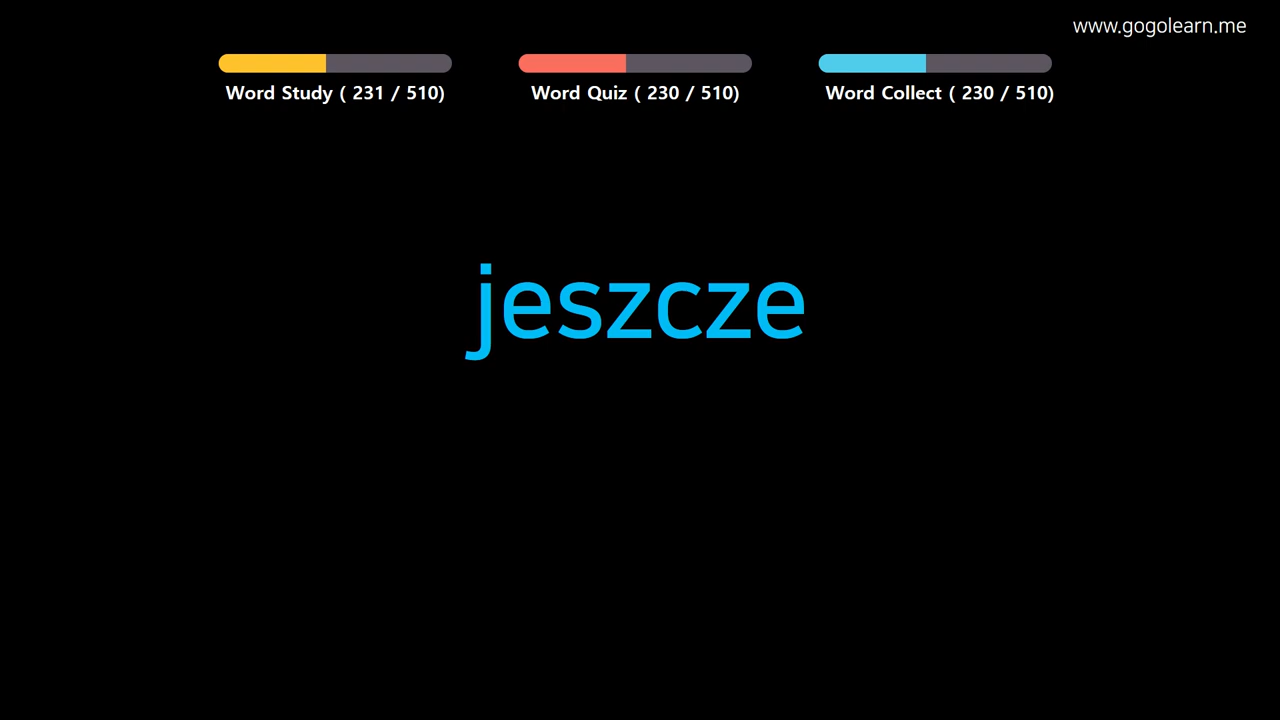 www.gogolearn.me
Word Study ( 231 / 510)
Word Quiz ( 230 / 510)
Word Collect ( 230 / 510)
jeszcze